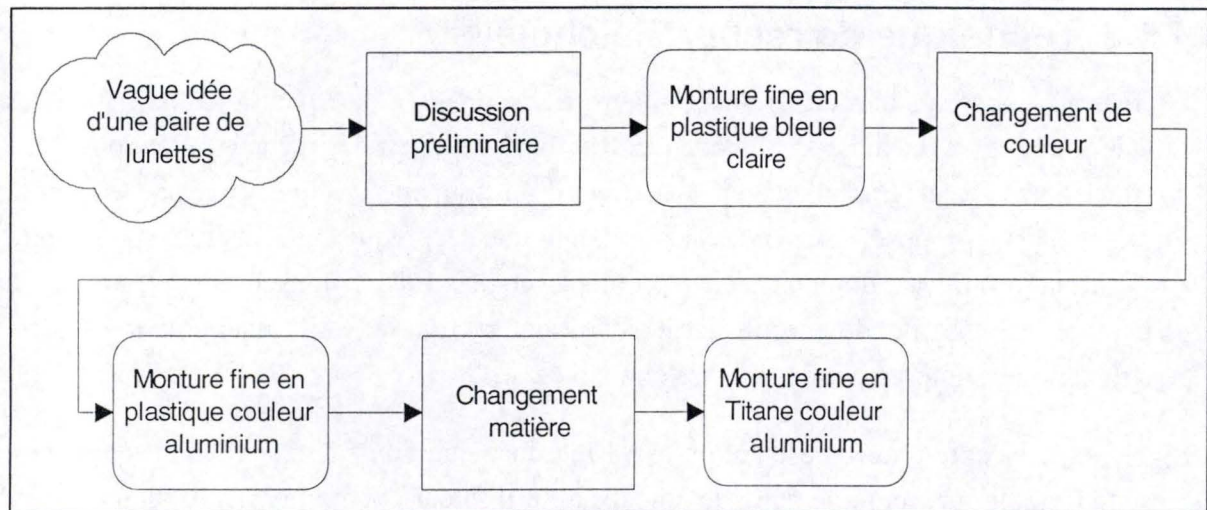 Vague idée
d'une paire de
lunettes
Discussion
préliminaire
Monture fine en
plastique bleue
claire
Changement de
couleur
Monture fine en
plastique couleur
aluminium
Changement
matière
Monture fine en
Titane couleur
aluminium